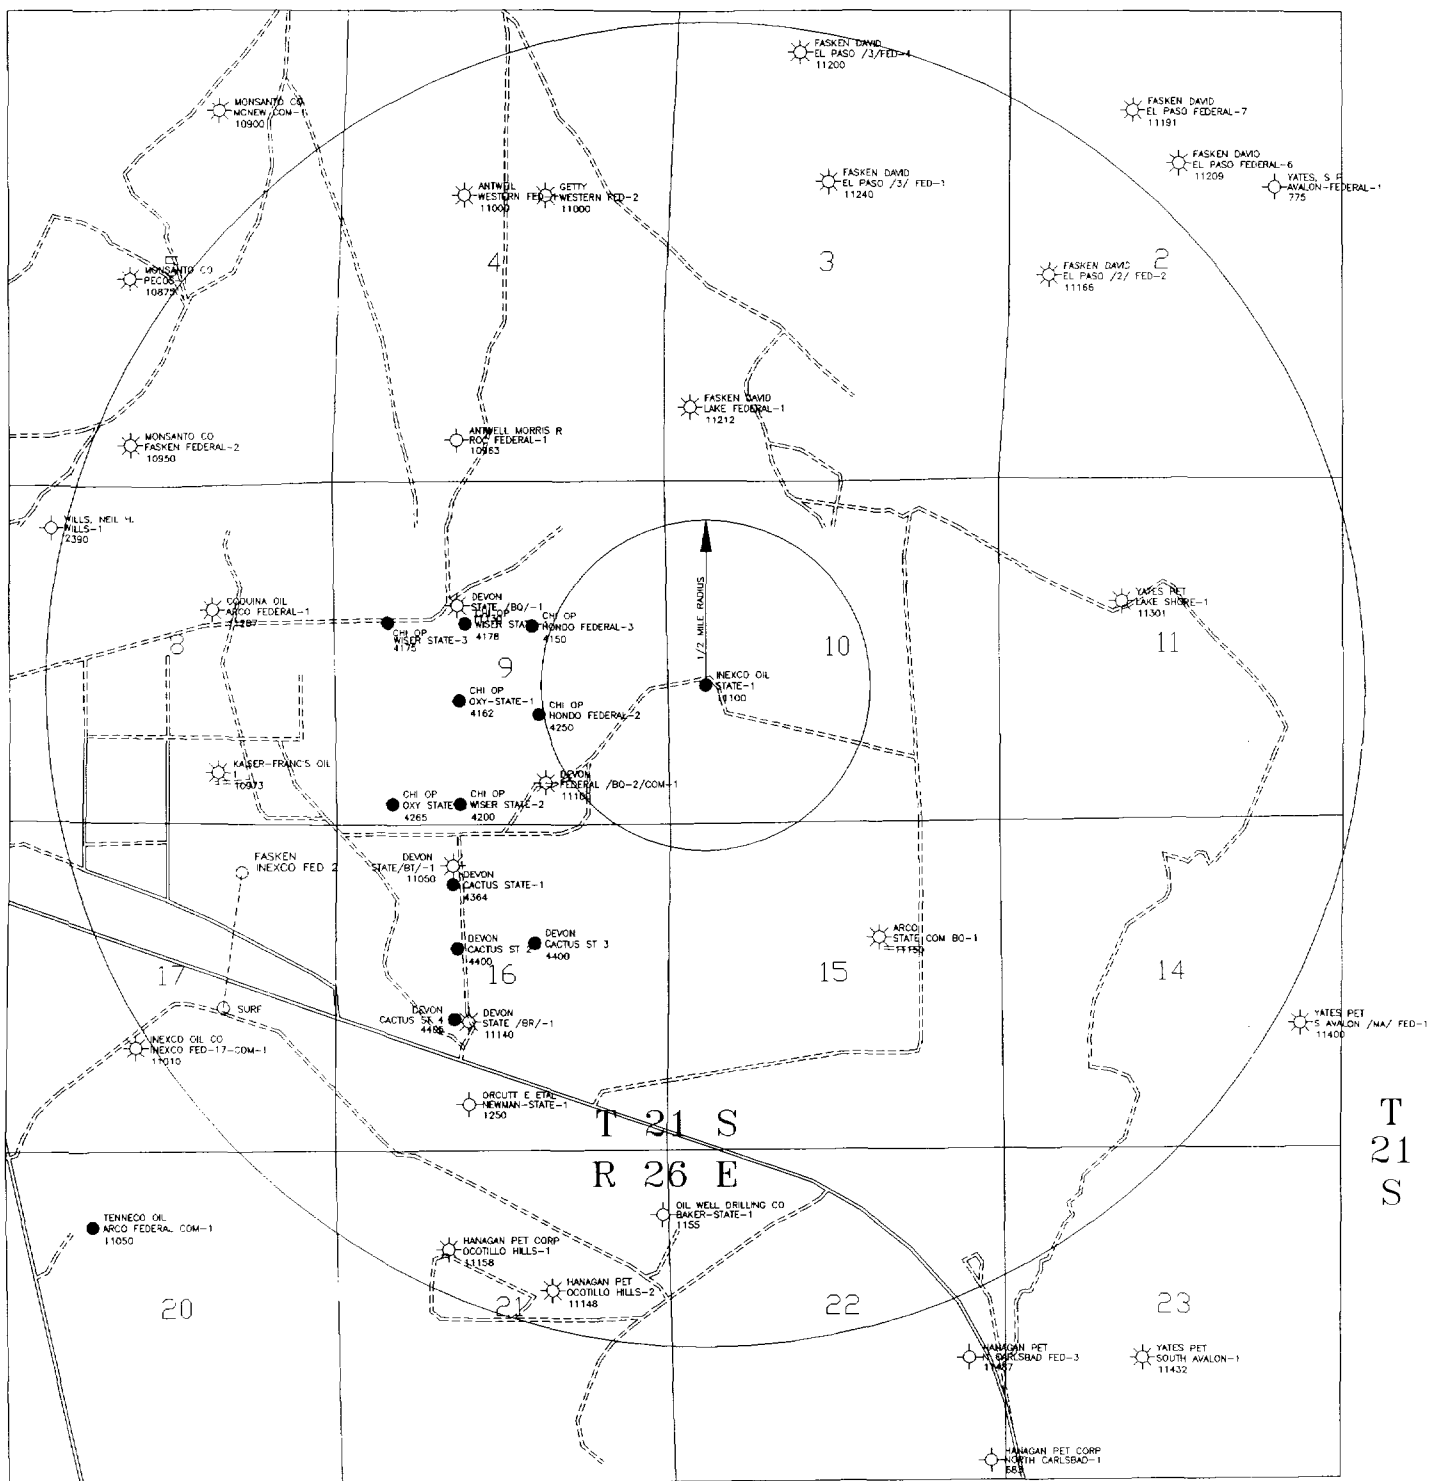 FASKEN DAVID
EL PASO /3/FED-4
11200
MONSANTO CO
MCNEW COM-1
10900
FASKEN DAVID
EL PASO FEDERAL-7
11191
FASKEN DAVID
EL PASO FEDERAL-6
11209
YATES, S P
AVALON-FEDERAL-1
775
ANTWEIL
WESTERN FED-1
11000
GETTY
WESTERN FED-2
11000
FASKEN DAVID
EL PASO /3/ FED-1
11240
4
3
2
MONSANTO CO
PECOS
10875
FASKEN DAVID
EL PASO /2/ FED-2
11166
FASKEN DAVID
LAKE FEDERAL-1
11212
MONSANTO CO
FASKEN FEDERAL-2
10950
ANTWELL MORRIS R
ROC FEDERAL-1
10963
WILLS, NEIL H.
WILLS-1
2390
1/2 MILE RADIUS
COQUINA OIL
ARCO FEDERAL-1
DEVON
STATE /BQ/-1
11130
CHI OP
WISER STATE
4178
CHI OP
WISER STATE-3
4175
CHI OP
HONDO FEDERAL-3
4150
YATES PET
LAKE SHORE-1
11301
9
10
11
INEXCO OIL
STATE-1
11100
CHI OP
OXY-STATE-1
4162
CHI OP
HONDO FEDERAL-2
4250
KAISER-FRANCIS OIL
1
10973
DEVON
FEDERAL /BQ-2/COM-1
11160
CHI OP
OXY STATE
4265
CHI OP
WISER STATE-2
4200
FASKEN
INEXCO FED 2
DEVON
STATE/BT/-1
11050
DEVON
CACTUS STATE-1
4364
DEVON
CACTUS ST 2
4400
DEVON
CACTUS ST 3
4400
ARCO
STATE COM BQ-1
11150
17
16
15
14
SURF
DEVON
CACTUS ST 4
DEVON
STATE /BR/-1
11140
YATES PET
S AVALON /MA/ FED-1
11400
INEXCO OIL CO
INEXCO FED-17-COM-1
11010
ORCUTT E ETAL
NEWMAN-STATE-1
1250
T 21 S
R 26 E
T
21
S
OIL WELL DRILLING CO
BAKER-STATE-1
1155
TENNECO OIL
ARCO FEDERAL COM-1
11050
HANAGAN PET CORP
OCOTILLO HILLS-1
11158
HANAGAN PET
OCOTILLO HILLS-2
11148
20
21
22
23
HANAGAN PET
N CARLSBAD FED-3
11457
YATES PET
SOUTH AVALON-1
11432
HANAGAN PET CORP
NORTH CARLSBAD-1